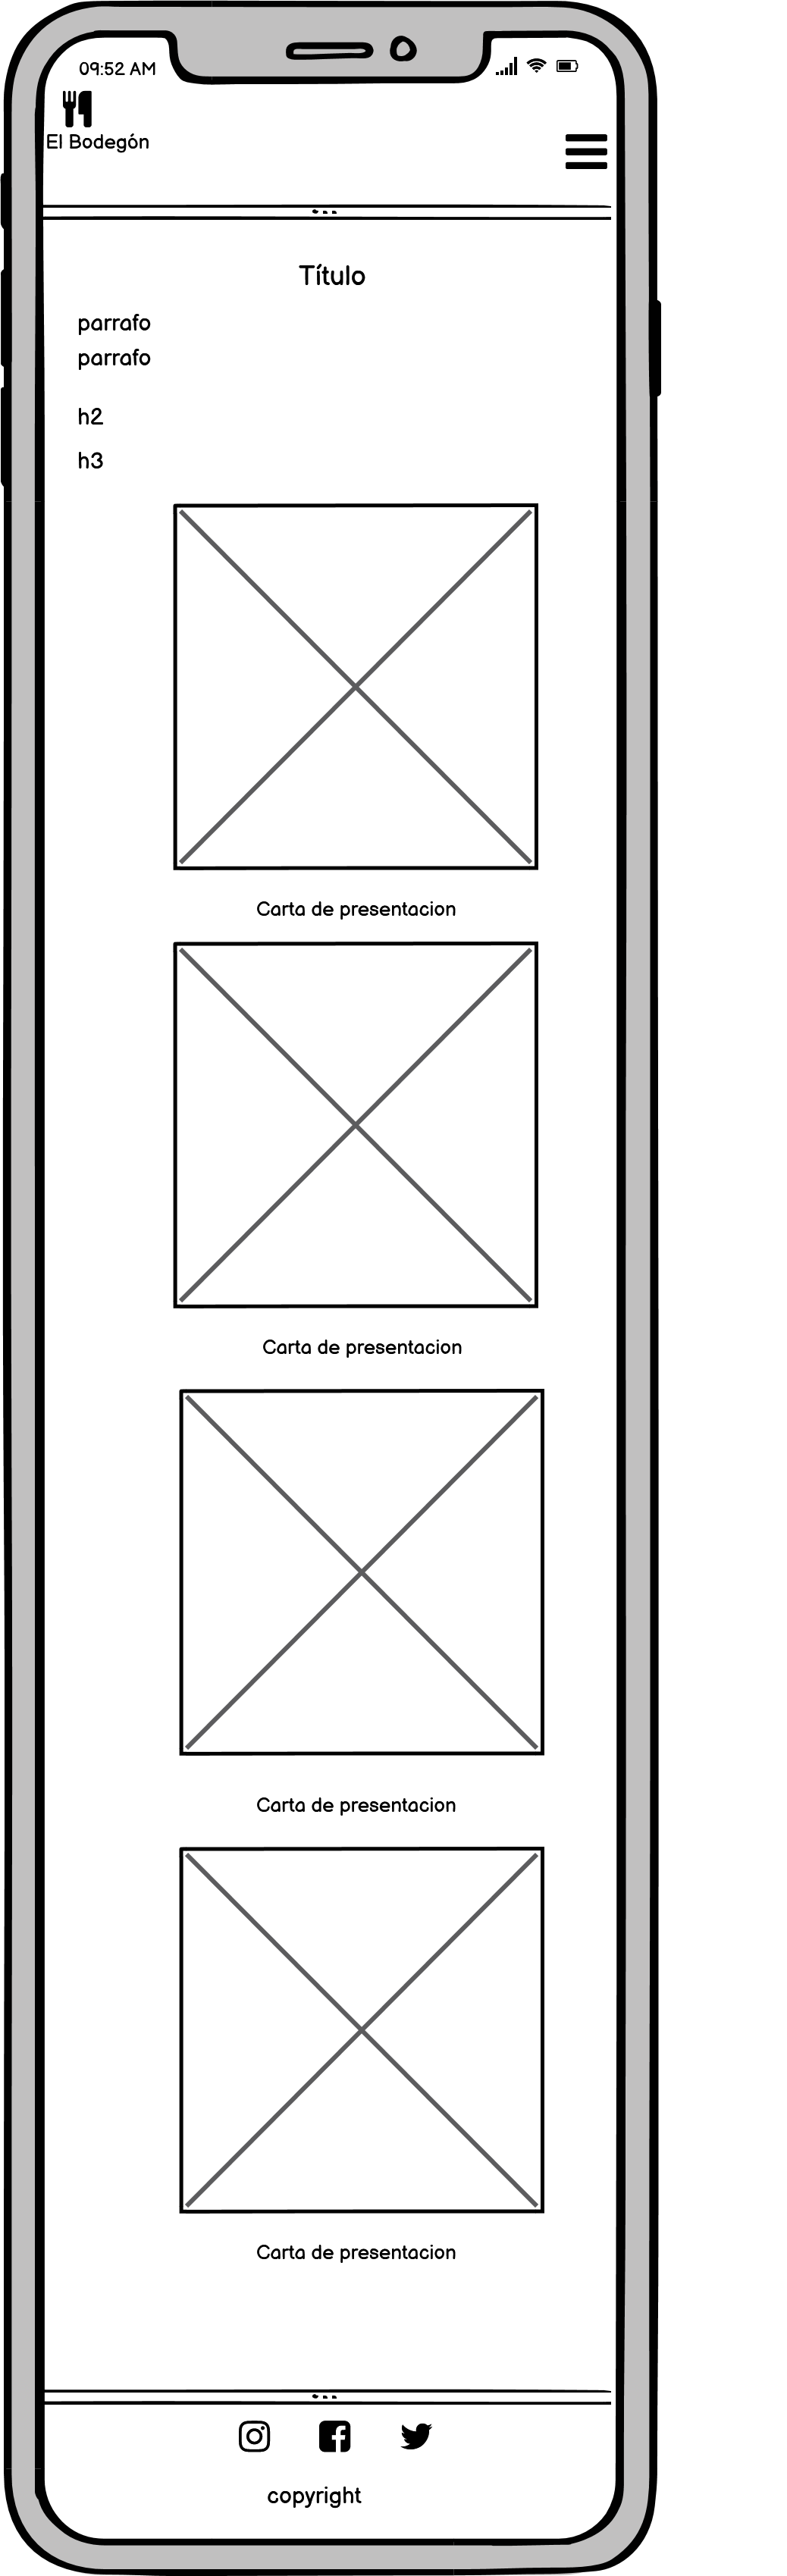 09:52 AM
El Bodegón
Título
parrafo
parrafo
h2
h3
Carta de presentacion
Carta de presentacion
Carta de presentacion
Carta de presentacion
copyright